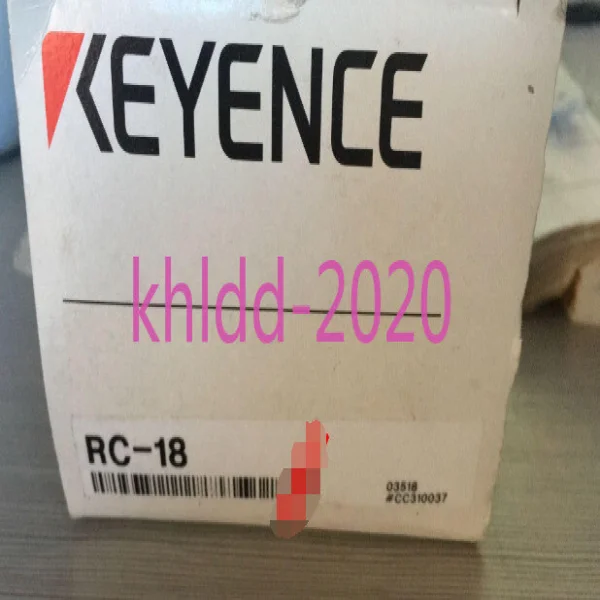 KEYENCE
khldd-2020
RC-18
03518
#CC310037